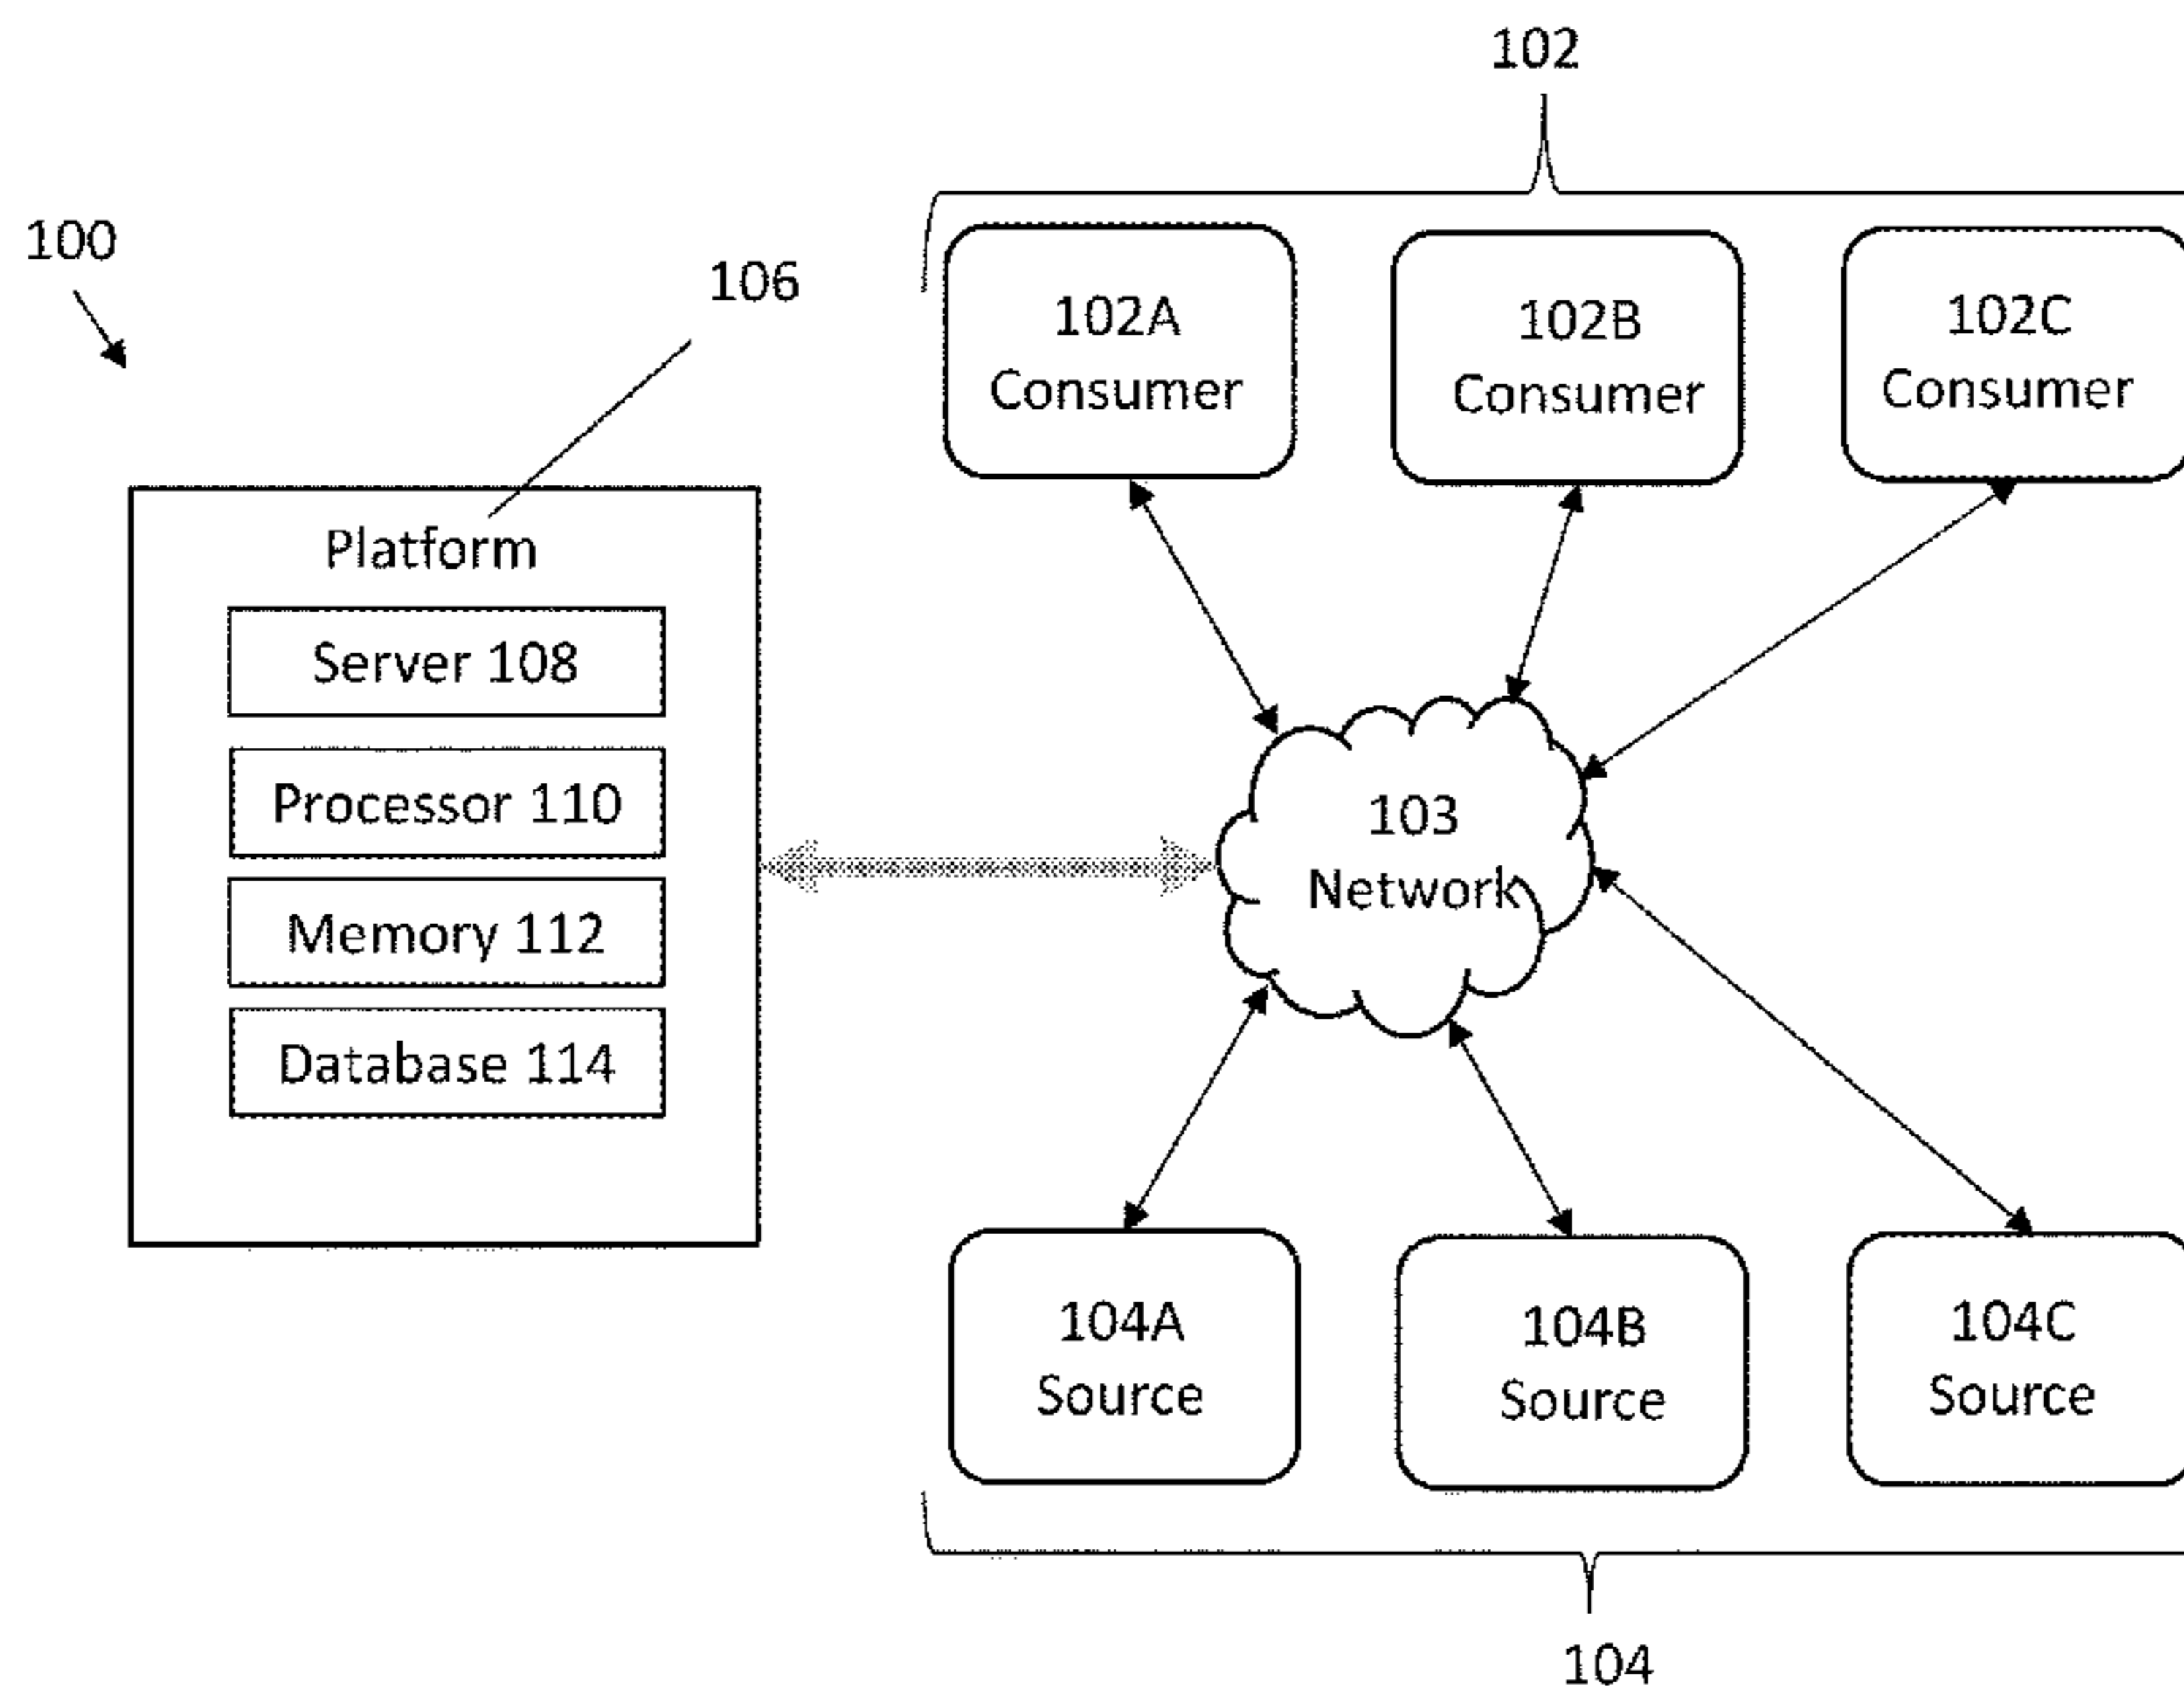 102
100
106
102A
Consumer
102B
Consumer
102C
Consumer
Platform
Server 108
Processor 110
Memory 112
Database 114
103
Network
104A
Source
104B
Source
104C
Source
104